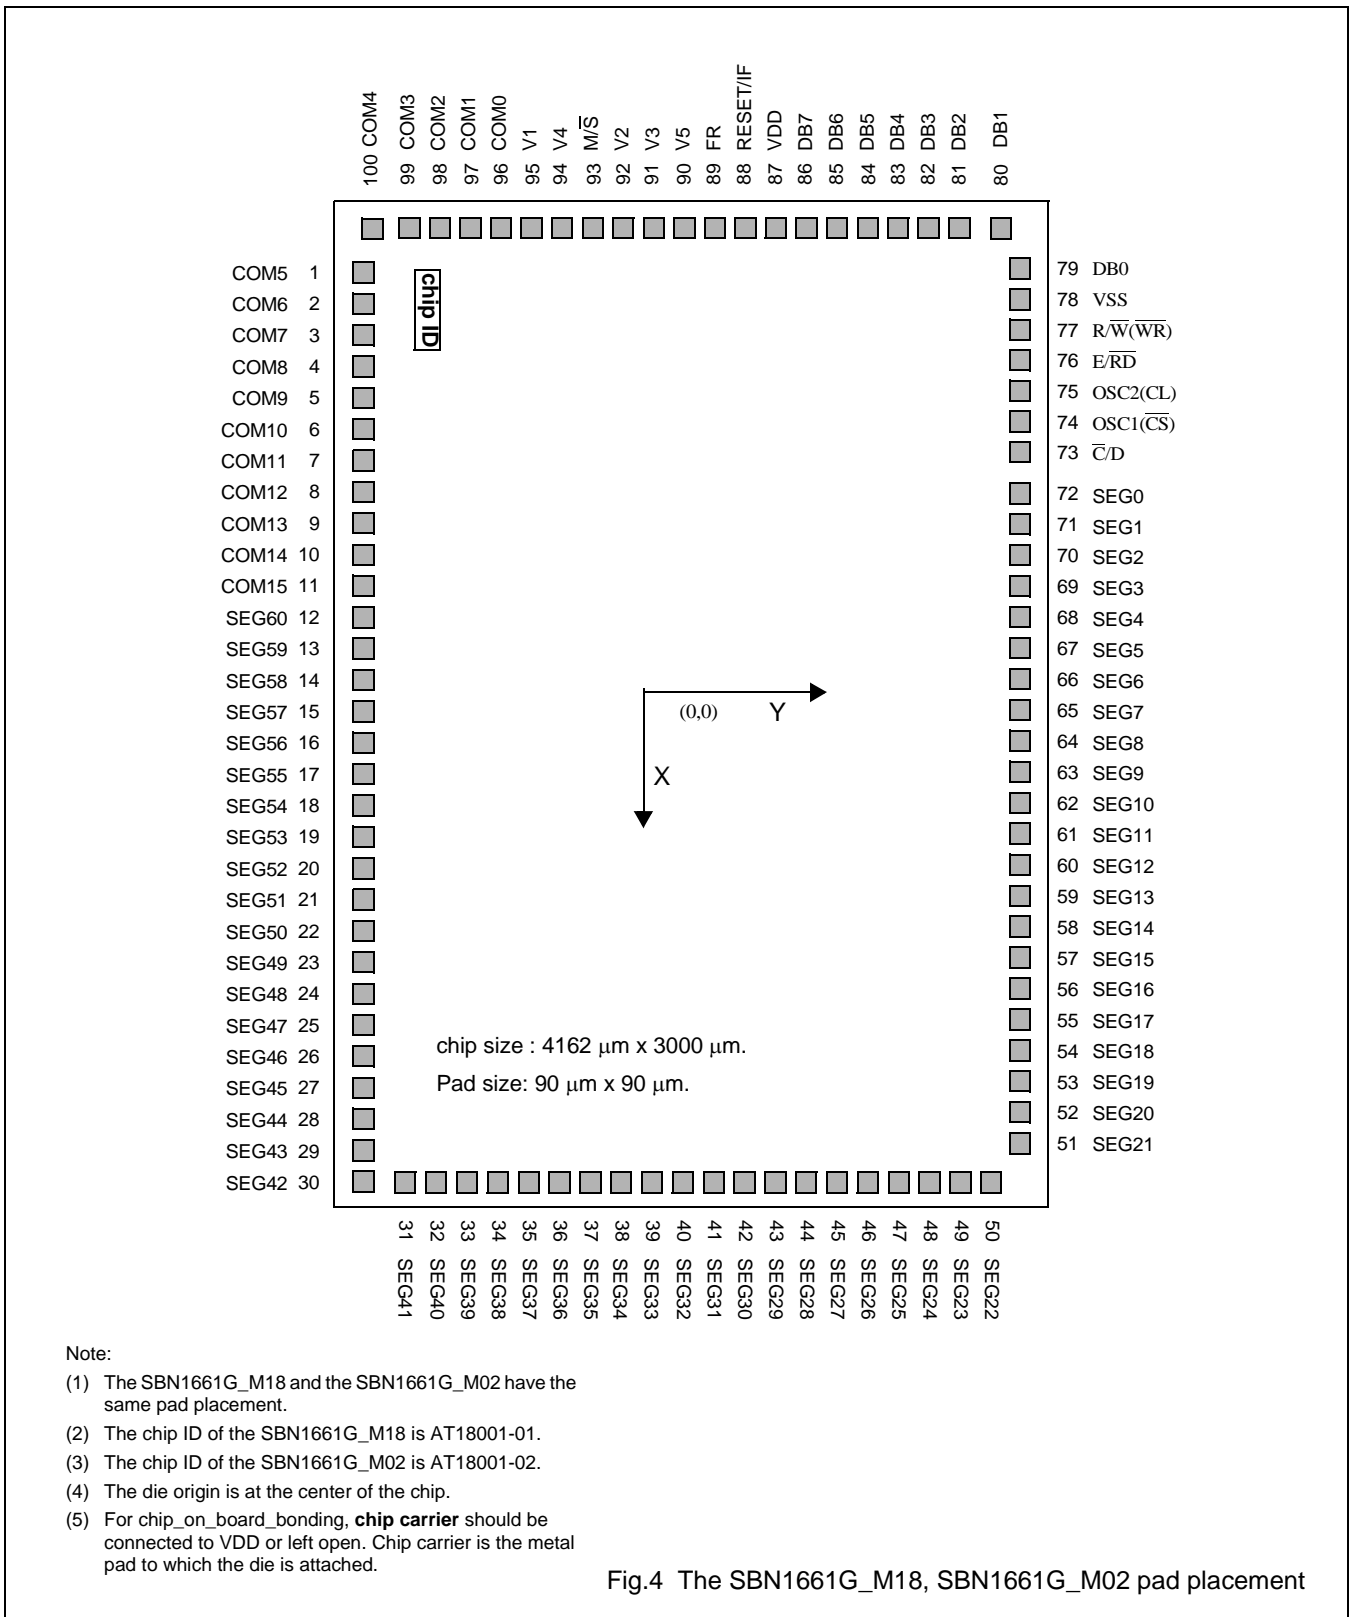 100 COM4
99 COM3
98 COM2
97 COM1
96 COM0
95 V1
94 V4
93 M/S̅
92 V2
91 V3
90 V5
89 FR
88 RESET/IF
87 VDD
86 DB7
85 DB6
84 DB5
83 DB4
82 DB3
81 DB2
80 DB1
chip ID
COM5 1
COM6 2
COM7 3
COM8 4
COM9 5
COM10 6
COM11 7
COM12 8
COM13 9
COM14 10
COM15 11
SEG60 12
SEG59 13
SEG58 14
SEG57 15
SEG56 16
SEG55 17
SEG54 18
SEG53 19
SEG52 20
SEG51 21
SEG50 22
SEG49 23
SEG48 24
SEG47 25
SEG46 26
SEG45 27
SEG44 28
SEG43 29
SEG42 30
79 DB0
78 VSS
77 R/W̅(W̅R̅)
76 E/R̅D̅
75 OSC2(CL)
74 OSC1(C̅S̅)
73 C̅/D
72 SEG0
71 SEG1
70 SEG2
69 SEG3
68 SEG4
67 SEG5
66 SEG6
65 SEG7
64 SEG8
63 SEG9
62 SEG10
61 SEG11
60 SEG12
59 SEG13
58 SEG14
57 SEG15
56 SEG16
55 SEG17
54 SEG18
53 SEG19
52 SEG20
51 SEG21
(0,0) Y
X
chip size : 4162 µm x 3000 µm.
Pad size: 90 µm x 90 µm.
31 SEG41
32 SEG40
33 SEG39
34 SEG38
35 SEG37
36 SEG36
37 SEG35
38 SEG34
39 SEG33
40 SEG32
41 SEG31
42 SEG30
43 SEG29
44 SEG28
45 SEG27
46 SEG26
47 SEG25
48 SEG24
49 SEG23
50 SEG22
Note:
(1) The SBN1661G_M18 and the SBN1661G_M02 have the
same pad placement.
(2) The chip ID of the SBN1661G_M18 is AT18001-01.
(3) The chip ID of the SBN1661G_M02 is AT18001-02.
(4) The die origin is at the center of the chip.
(5) For chip_on_board_bonding, chip carrier should be
connected to VDD or left open. Chip carrier is the metal
pad to which the die is attached.
Fig.4 The SBN1661G_M18, SBN1661G_M02 pad placement